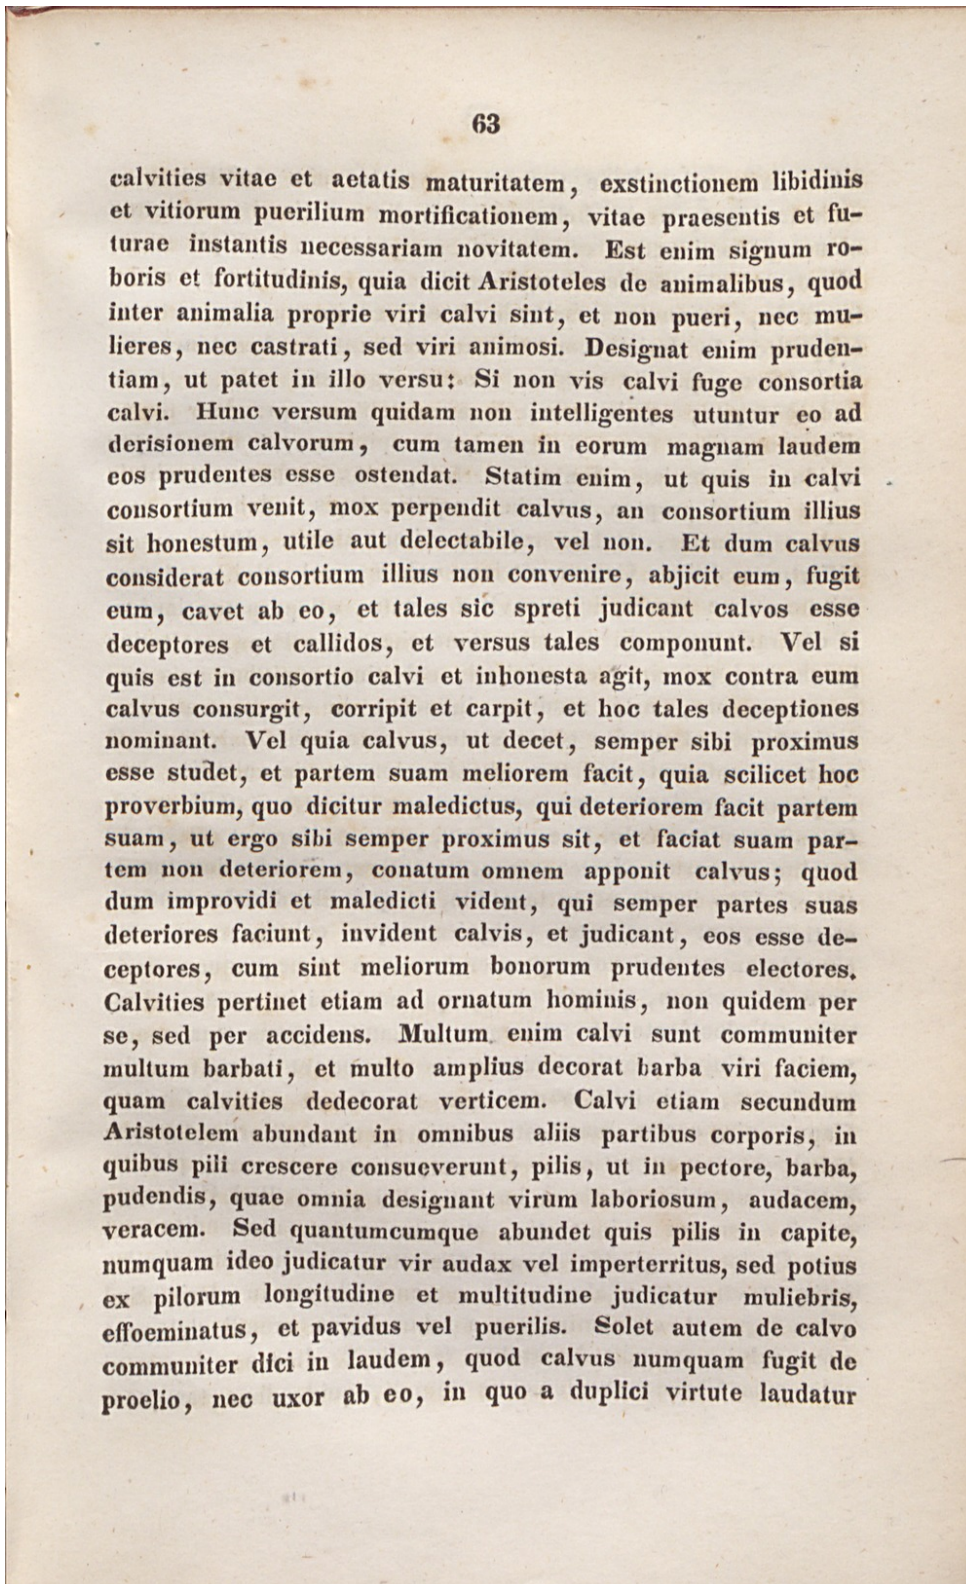 63
calvities vitae et aetatis maturitatem, exstinctionem libidinis
et vitiorum puerilium mortificationem, vitae praesentis et fu-
turae instantis necessariam novitatem. Est enim signum ro-
boris et fortitudinis, quia dicit Aristoteles de animalibus, quod
inter animalia proprie viri calvi sint, et non pueri, nec mu-
lieres, nec castrati, sed viri animosi. Designat enim pruden-
tiam, ut patet in illo versu: Si non vis calvi fuge consortia
calvi. Hunc versum quidam non intelligentes utuntur eo ad
derisionem calvorum, cum tamen in eorum magnam laudem
eos prudentes esse ostendat. Statim enim, ut quis in calvi
consortium venit, mox perpendit calvus, an consortium illius
sit honestum, utile aut delectabile, vel non. Et dum calvus
considerat consortium illius non convenire, abjicit eum, fugit
eum, cavet ab eo, et tales sic spreti judicant calvos esse
deceptores et callidos, et versus tales componunt. Vel si
quis est in consortio calvi et inhonesta agit, mox contra eum
calvus consurgit, corripit et carpit, et hoc tales deceptiones
nominant. Vel quia calvus, ut decet, semper sibi proximus
esse studet, et partem suam meliorem facit, quia scilicet hoc
proverbium, quo dicitur maledictus, qui deteriorem facit partem
suam, ut ergo sibi semper proximus sit, et faciat suam par-
tem non deteriorem, conatum omnem apponit calvus; quod
dum improvidi et maledicti vident, qui semper partes suas
deteriores faciunt, invident calvis, et judicant, eos esse de-
ceptores, cum sint meliorum bonorum prudentes electores.
Calvities pertinet etiam ad ornatum hominis, non quidem per
se, sed per accidens. Multum enim calvi sunt communiter
multum barbati, et multo amplius decorat barba viri faciem,
quam calvities dedecorat verticem. Calvi etiam secundum
Aristotelem abundant in omnibus aliis partibus corporis, in
quibus pili crescere consueverunt, pilis, ut in pectore, barba,
pudendis, quae omnia designant virum laboriosum, audacem,
veracem. Sed quantumcumque abundet quis pilis in capite,
numquam ideo judicatur vir audax vel imperterritus, sed potius
ex pilorum longitudine et multitudine judicatur muliebris,
effoeminatus, et pavidus vel puerilis. Solet autem de calvo
communiter dici in laudem, quod calvus numquam fugit de
proelio, nec uxor ab eo, in quo a duplici virtute laudatur